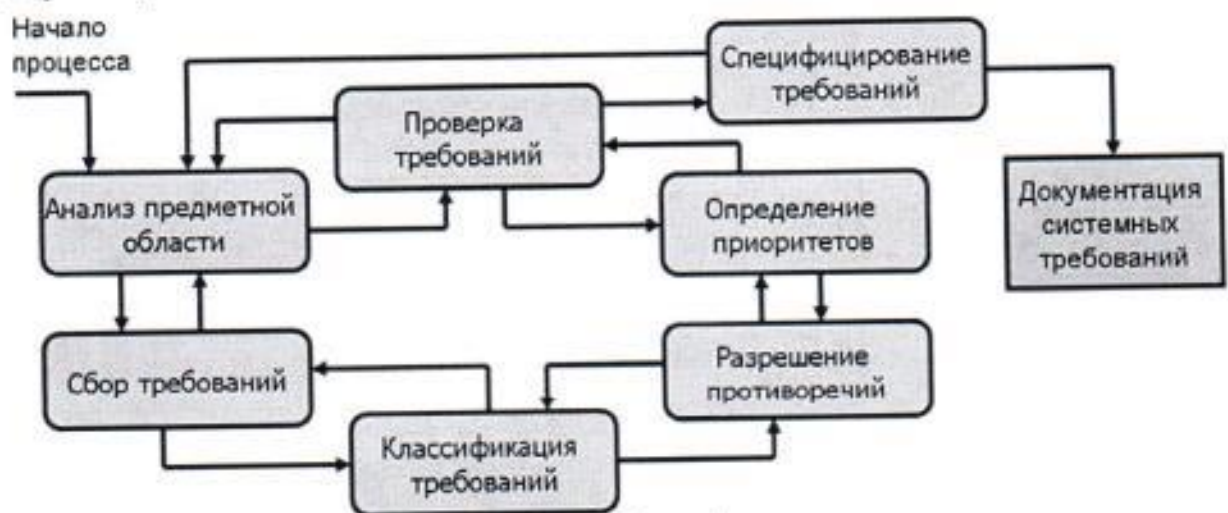 Начало
процесса
Спецификация
требований
Проверка
требований
Анализ предметной
области
Определение
приоритетов
Документация
системных
требований
Сбор требований
Разрешение
противоречий
Классификация
требований